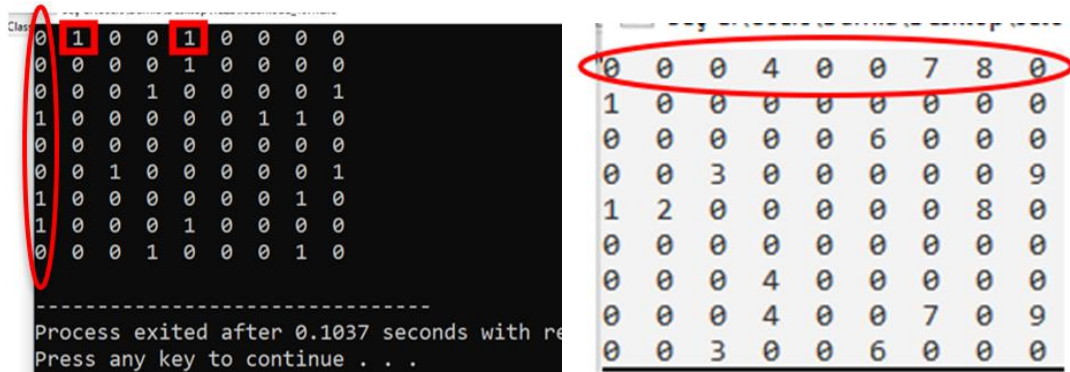 Clas
0 1 0 0 1 0 0 0 0
0 0 0 0 1 0 0 0 0
0 0 0 1 0 0 0 0 1
1 0 0 0 0 0 1 1 0
0 0 0 0 0 0 0 0 0
0 0 1 0 0 0 0 0 1
1 0 0 0 0 0 0 1 0
1 0 0 0 1 0 0 0 0
0 0 0 1 0 0 0 1 0
--------------------------------
Process exited after 0.1037 seconds with re
Press any key to continue . . .
0 0 0 4 0 0 7 8 0
1 0 0 0 0 0 0 0 0
0 0 0 0 0 6 0 0 0
0 0 3 0 0 0 0 0 9
1 2 0 0 0 0 0 8 0
0 0 0 0 0 0 0 0 0
0 0 0 4 0 0 0 0 0
0 0 0 4 0 0 7 0 9
0 0 3 0 0 6 0 0 0